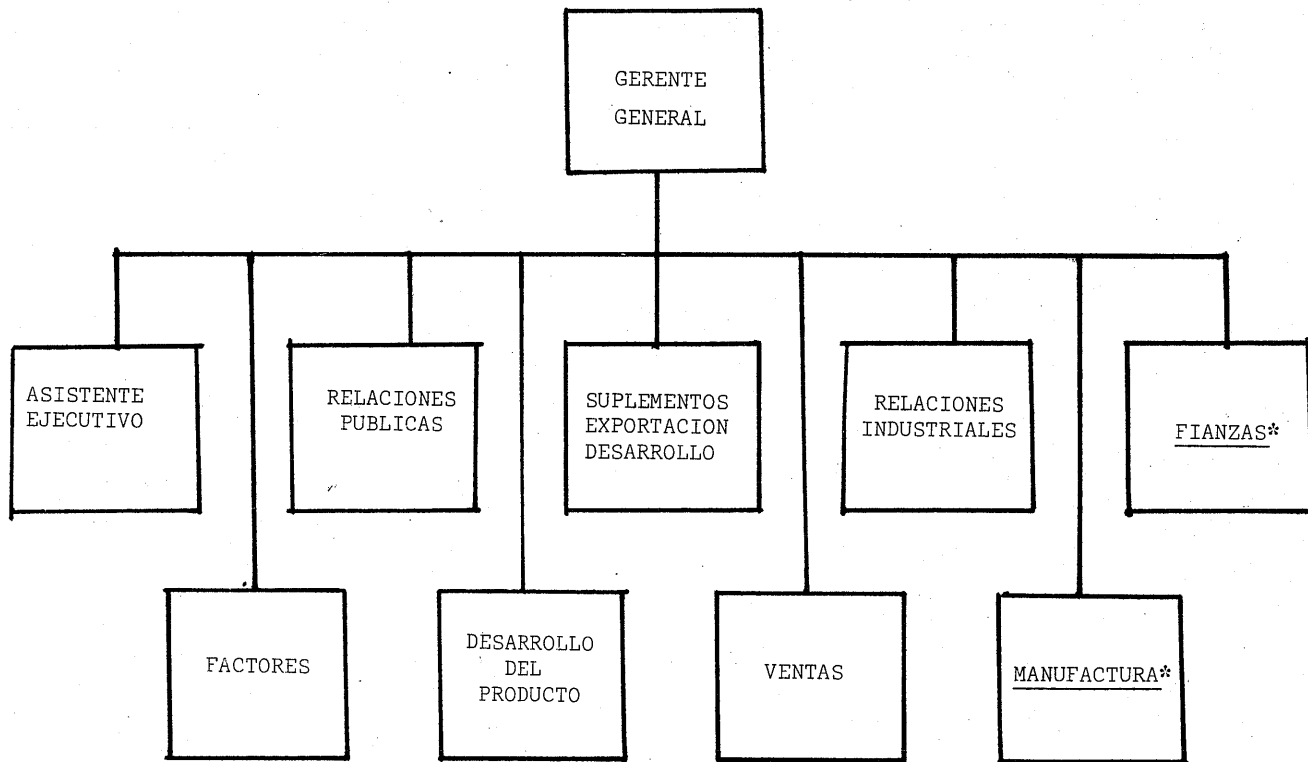 GERENTE
GENERAL
ASISTENTE
EJECUTIVO
RELACIONES
PUBLICAS
SUPLEMENTOS
EXPORTACION
DESARROLLO
RELACIONES
INDUSTRIALES
FIANZAS*
FACTORES
DESARROLLO
DEL
PRODUCTO
VENTAS
MANUFACTURA*